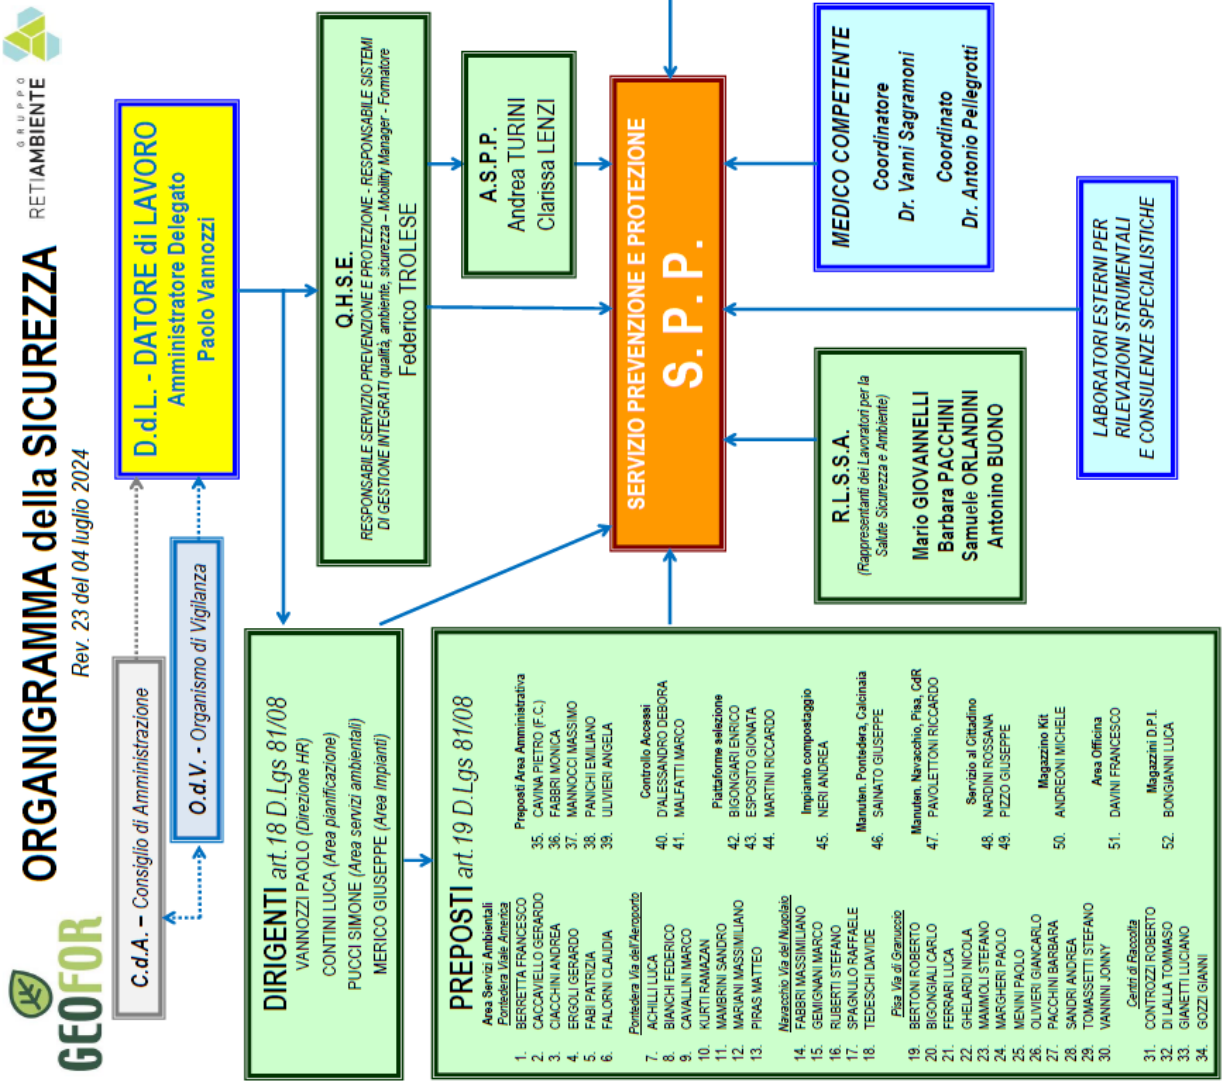 GEOFOR
ORGANIGRAMMA della SICUREZZA
Rev. 23 del 04 luglio 2024
GRUPPO
RETIAMBIENTE
C.d.A. – Consiglio di Amministrazione
O.d.V. - Organismo di Vigilanza
D.d.L. - DATORE di LAVORO
Amministratore Delegato
Paolo Vannozzi
DIRIGENTI art.18 D.Lgs 81/08
VANNOZZI PAOLO (Direzione HR)
CONTINI LUCA (Area pianificazione)
PUCCI SIMONE (Area servizi ambientali)
MERICO GIUSEPPE (Area Impianti)
Q.H.S.E.
RESPONSABILE SERVIZIO PREVENZIONE E PROTEZIONE - RESPONSABILE SISTEMI
DI GESTIONE INTEGRATI qualità, ambiente, sicurezza – Mobility Manager - Formatore
Federico TROLESE
A.S.P.P.
Andrea TURINI
Clarissa LENZI
PREPOSTI art. 19 D.Lgs 81/08
Area Servizi Ambientali
Pontedera Viale America
1. BERRETTA FRANCESCO
2. CACCAVIELLO GERARDO
3. CIACCHINI ANDREA
4. ERGOLI GERARDO
5. FABI PATRIZIA
6. FALORNI CLAUDIA
Pontedera Via dell'Aeroporto
7. ACHILLI LUCA
8. BIANCHI FEDERICO
9. CAVALLINI MARCO
10. KURTI RAMAZAN
11. MAMBRINI SANDRO
12. MARIANI MASSIMILIANO
13. PIRAS MATTEO
Navacchio Via del Nugolaio
14. FABBRI MASSIMILIANO
15. GEMIGNANI MARCO
16. RUBERTI STEFANO
17. SPAGNULO RAFFAELE
18. TEDESCHI DAVIDE
Pisa Via di Granuccio
19. BERTONI ROBERTO
20. BIGONGIALI CARLO
21. FERRARI LUCA
22. GHELARDI NICOLA
23. MAMMOLI STEFANO
24. MARGHERI PAOLO
25. MENINI PAOLO
26. OLIVIERI GIANCARLO
27. PACCHINI BARBARA
28. SANDRI ANDREA
29. TOMASSETTI STEFANO
30. VANNINI JONNY
Centri di Raccolta
31. CONTROZZI ROBERTO
32. DI LALLA TOMMASO
33. GIANETTI LUCIANO
34. GOZZI GIANNI
Preposti Area Amministrativa
35. CAVINA PIETRO (F.C.)
36. FABBRI MONICA
37. MANNOCCI MASSIMO
38. PANICHI EMILIANO
39. ULIVIERI ANGELA
Controllo Accessi
40. D'ALESSANDRO DEBORA
41. MALFATTI MARCO
Piattaforme selezione
42. BIGONGIARI ENRICO
43. ESPOSITO GIONATA
44. MARTINI RICCARDO
Impianto compostaggio
45. NERI ANDREA
Manuten. Pontedera, Calcinaia
46. SAINATO GIUSEPPE
Manuten. Navacchio, Pisa, CdR
47. PAVOLETTONI RICCARDO
Servizio al Cittadino
48. NARDINI ROSSANA
49. PIZZO GIUSEPPE
Magazzino Kit
50. ANDREONI MICHELE
Area Officina
51. DAVINI FRANCESCO
Magazzini D.P.I.
52. BONGIANNI LUCA
SERVIZIO PREVENZIONE E PROTEZIONE
S. P. P.
R.L.S.S.A.
(Rappresentanti dei Lavoratori per la
Salute Sicurezza e Ambiente)
Mario GIOVANNELLI
Barbara PACCHINI
Samuele ORLANDINI
Antonino BUONO
MEDICO COMPETENTE
Coordinatore
Dr. Vanni Sagramoni
Coordinato
Dr. Antonio Pellegrotti
LABORATORI ESTERNI PER
RILEVAZIONI STRUMENTALI
E CONSULENZE SPECIALISTICHE